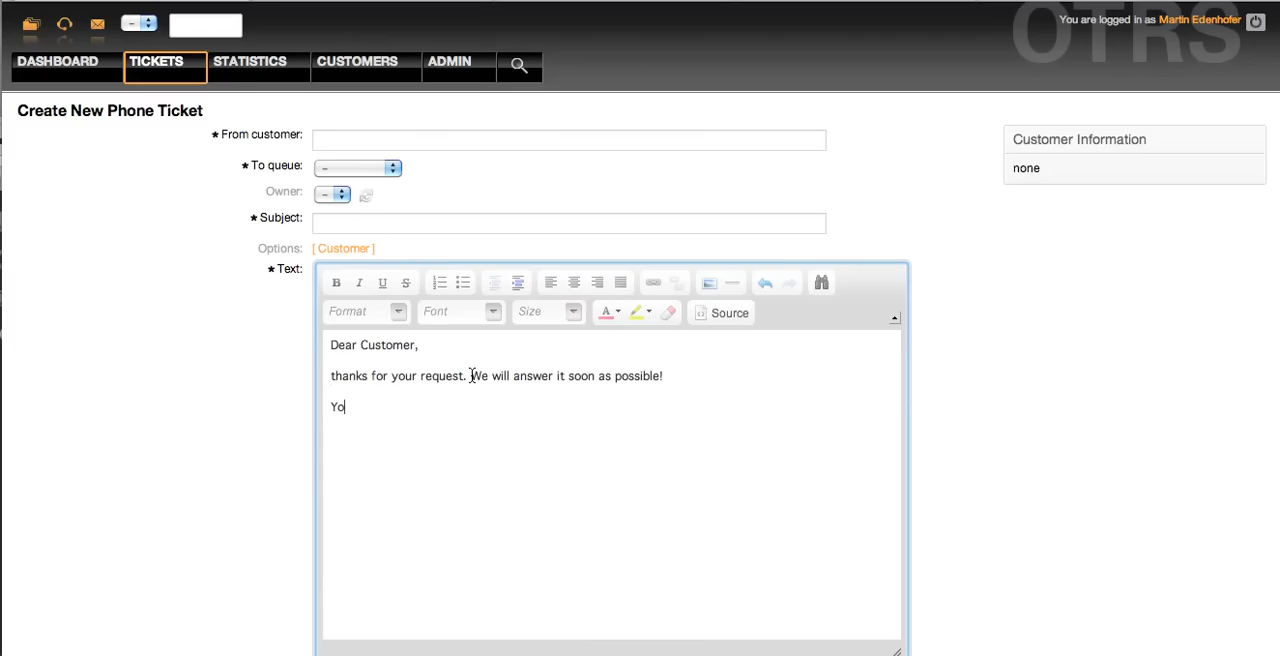 OTRS
You are logged in as Martin Edenhofer
–
DASHBOARD TICKETS STATISTICS CUSTOMERS ADMIN
Create New Phone Ticket
★ From customer:
★ To queue: –
Owner: –
★ Subject:
Options: [ Customer ]
★ Text:
B I U S
Format Font Size A Source
Dear Customer,
thanks for your request. We will answer it soon as possible!
Yo
Customer Information
none